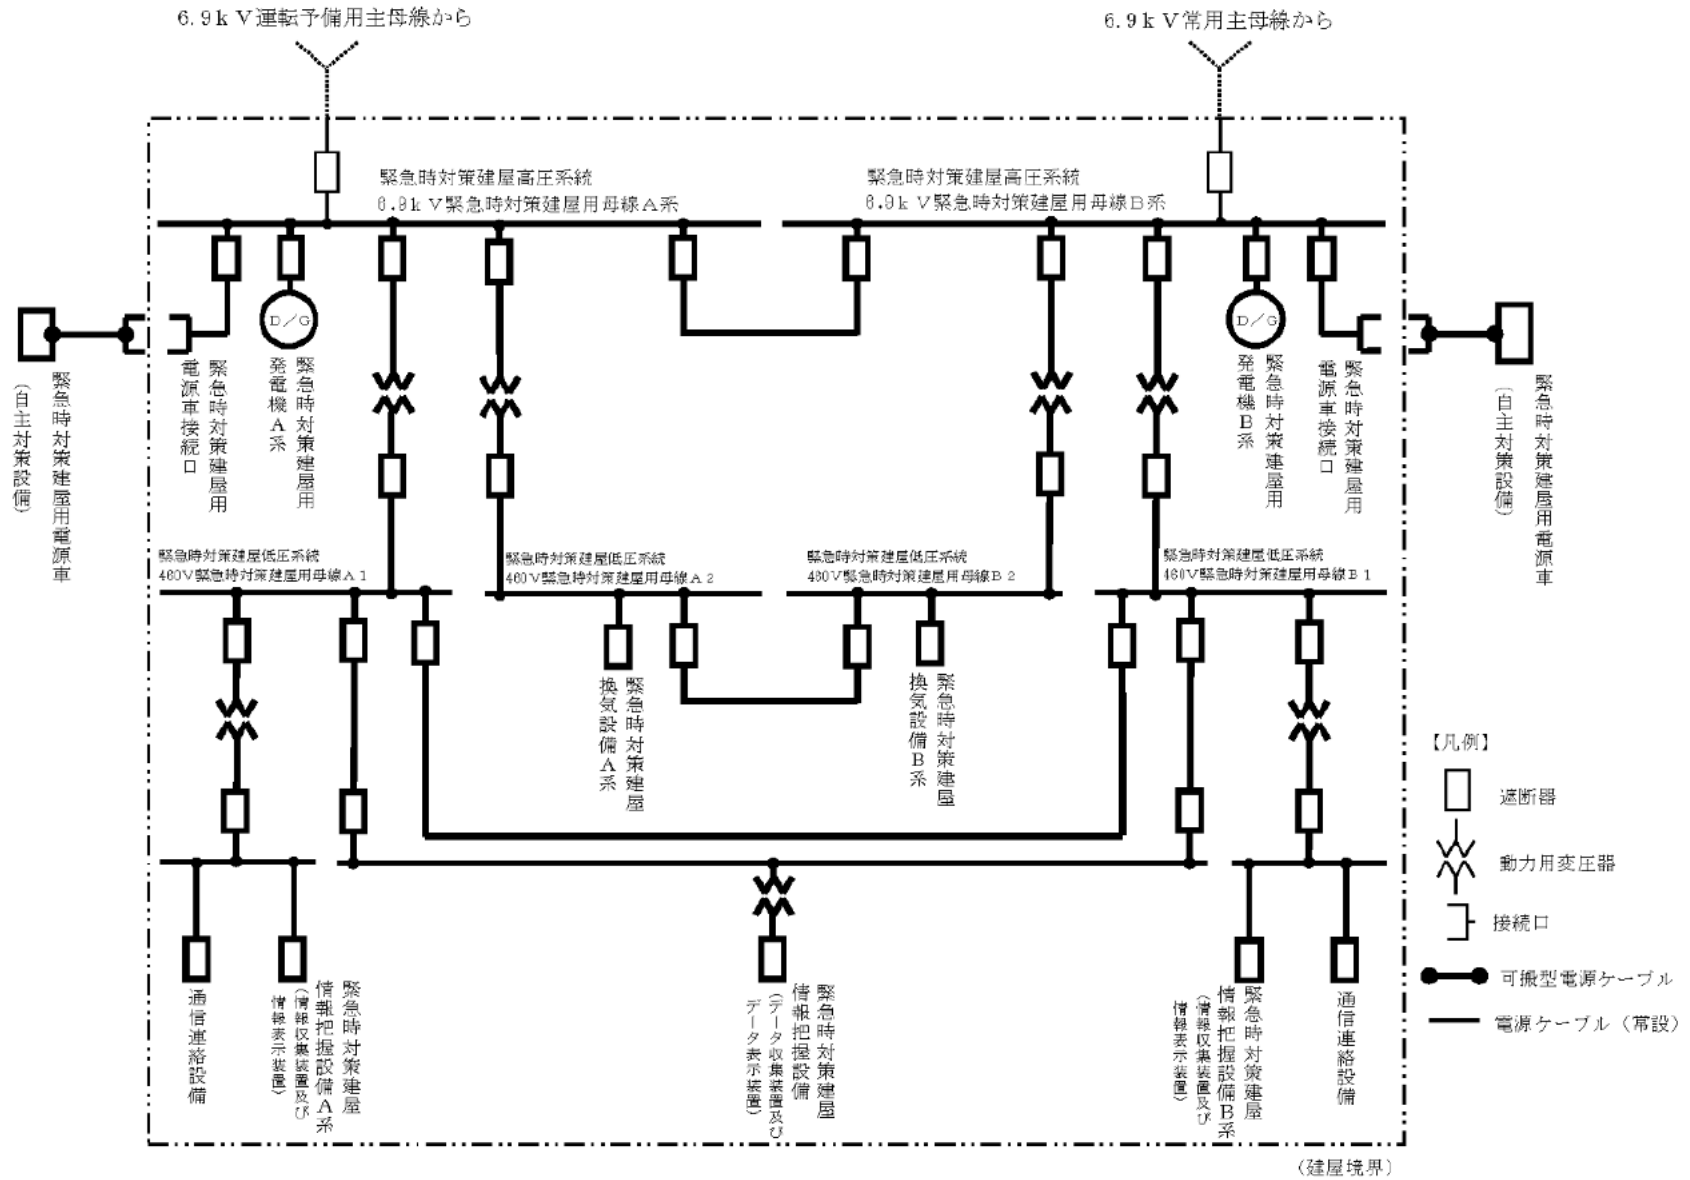 6.9kV運転予備用主母線から
6.9kV常用主母線から
緊急時対策建屋高圧系統
6.9kV緊急時対策建屋用母線A系
緊急時対策建屋高圧系統
6.9kV緊急時対策建屋用母線B系
D/G
D/G
緊急時対策建屋用電源車
(自主対策設備)
緊急時対策建屋用
電源車接続口
緊急時対策建屋用
発電機A系
緊急時対策建屋用
発電機B系
緊急時対策建屋用
電源車接続口
緊急時対策建屋用電源車
(自主対策設備)
緊急時対策建屋低圧系統
460V緊急時対策建屋用母線A1
緊急時対策建屋低圧系統
460V緊急時対策建屋用母線A2
緊急時対策建屋低圧系統
460V緊急時対策建屋用母線B2
緊急時対策建屋低圧系統
460V緊急時対策建屋用母線B1
緊急時対策建屋
換気設備A系
緊急時対策建屋
換気設備B系
通信連絡設備
緊急時対策建屋
情報把握設備A系
(情報収集装置及び
情報表示装置)
緊急時対策建屋
情報把握設備
(データ収集装置及び
データ表示装置)
緊急時対策建屋
情報把握設備B系
(情報収集装置及び
情報表示装置)
通信連絡設備
【凡例】
遮断器
動力用変圧器
接続口
可搬型電源ケーブル
電源ケーブル(常設)
(建屋境界)